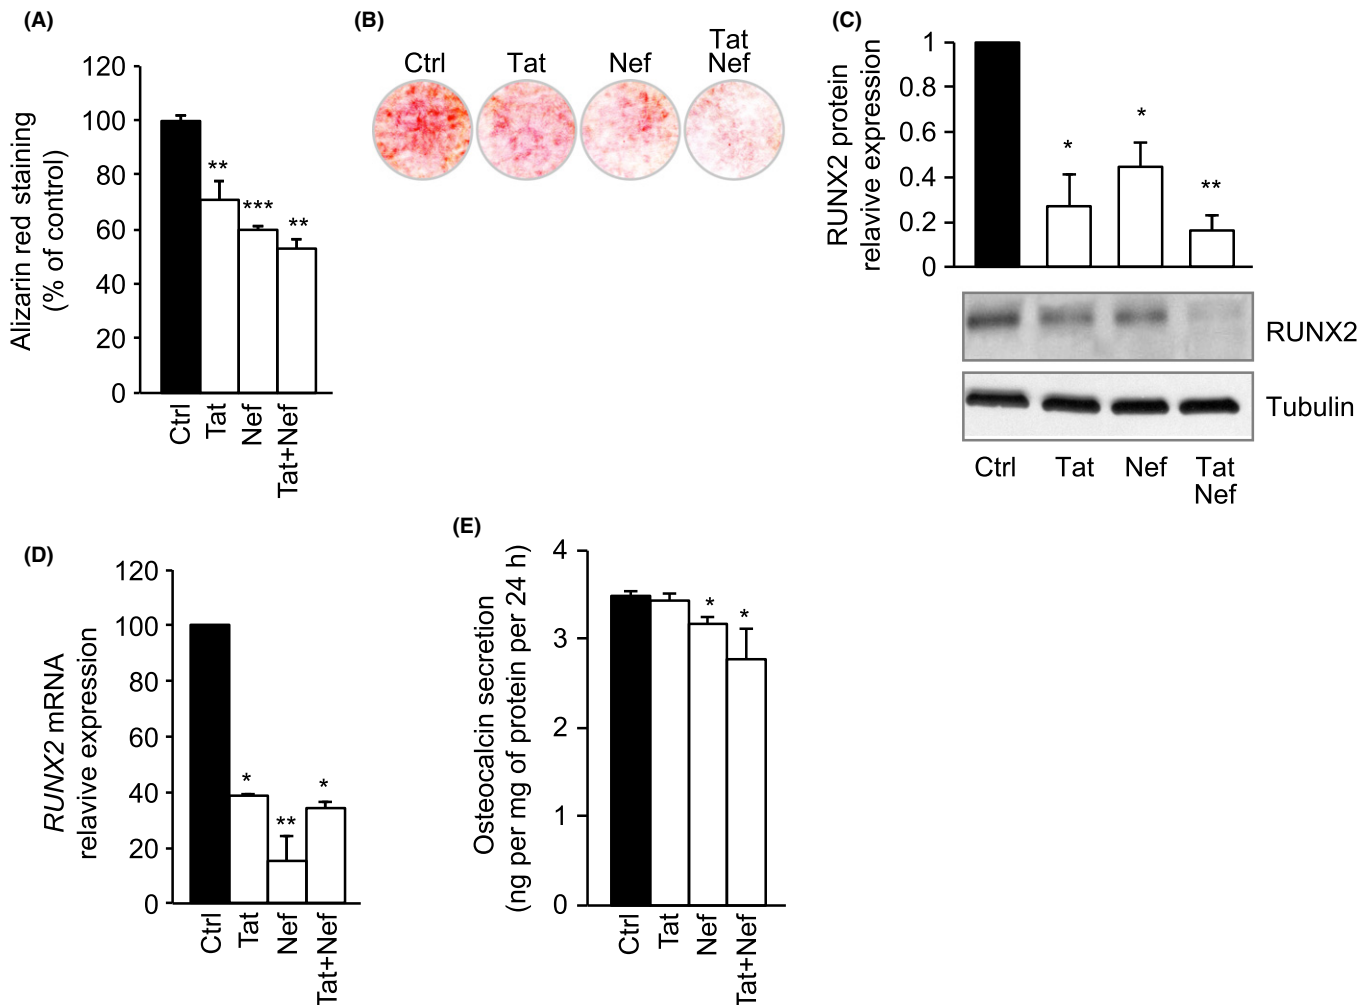 (A)
120
100
80
60
40
20
0
Alizarin red staining
(% of control)
**
***
**
Ctrl
Tat
Nef
Tat+Nef
(B)
Ctrl
Tat
Nef
Tat
Nef
(C)
1
0.8
0.6
0.4
0.2
0
RUNX2 protein
relavive expression
*
*
**
RUNX2
Tubulin
Ctrl
Tat
Nef
Tat
Nef
(D)
120
100
80
60
40
20
0
RUNX2 mRNA
relavive expression
*
**
*
Ctrl
Tat
Nef
Tat+Nef
(E)
4
3
2
1
0
Osteocalcin secretion
(ng per mg of protein per 24 h)
*
*
Ctrl
Tat
Nef
Tat+Nef